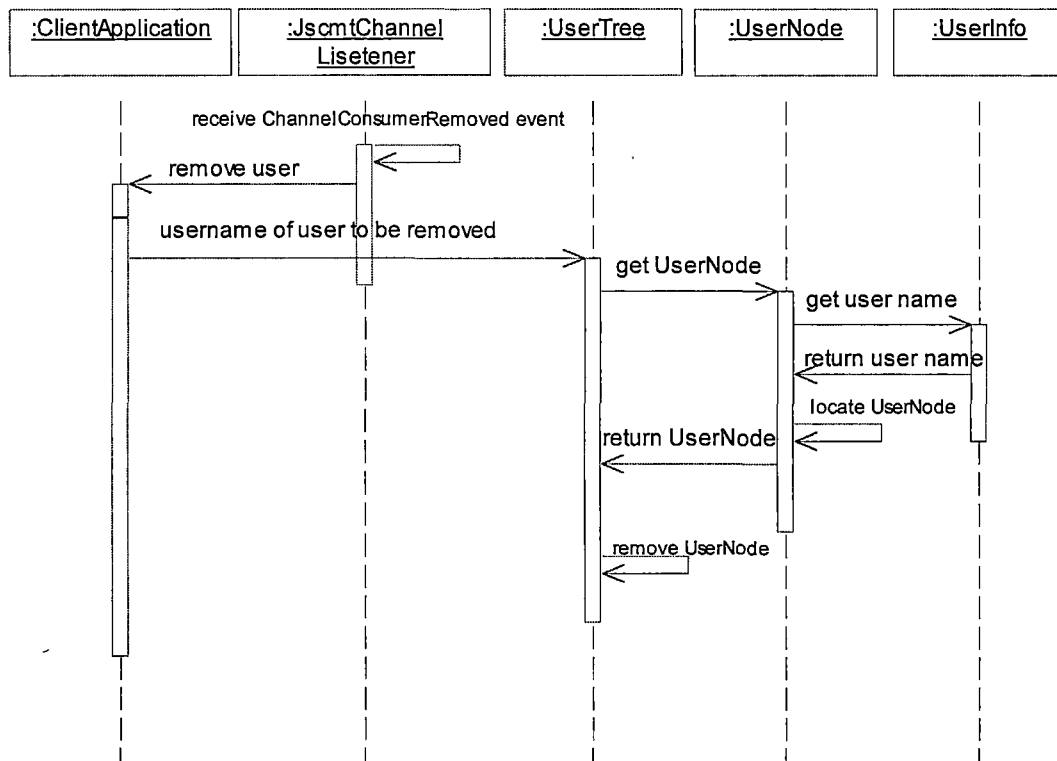 :ClientApplication
:JscmtChannel
Lisetener
:UserTree
:UserNode
:UserInfo
receive ChannelConsumerRemoved event
remove user
username of user to be removed
get UserNode
get user name
return user name
locate UserNode
return UserNode
remove UserNode